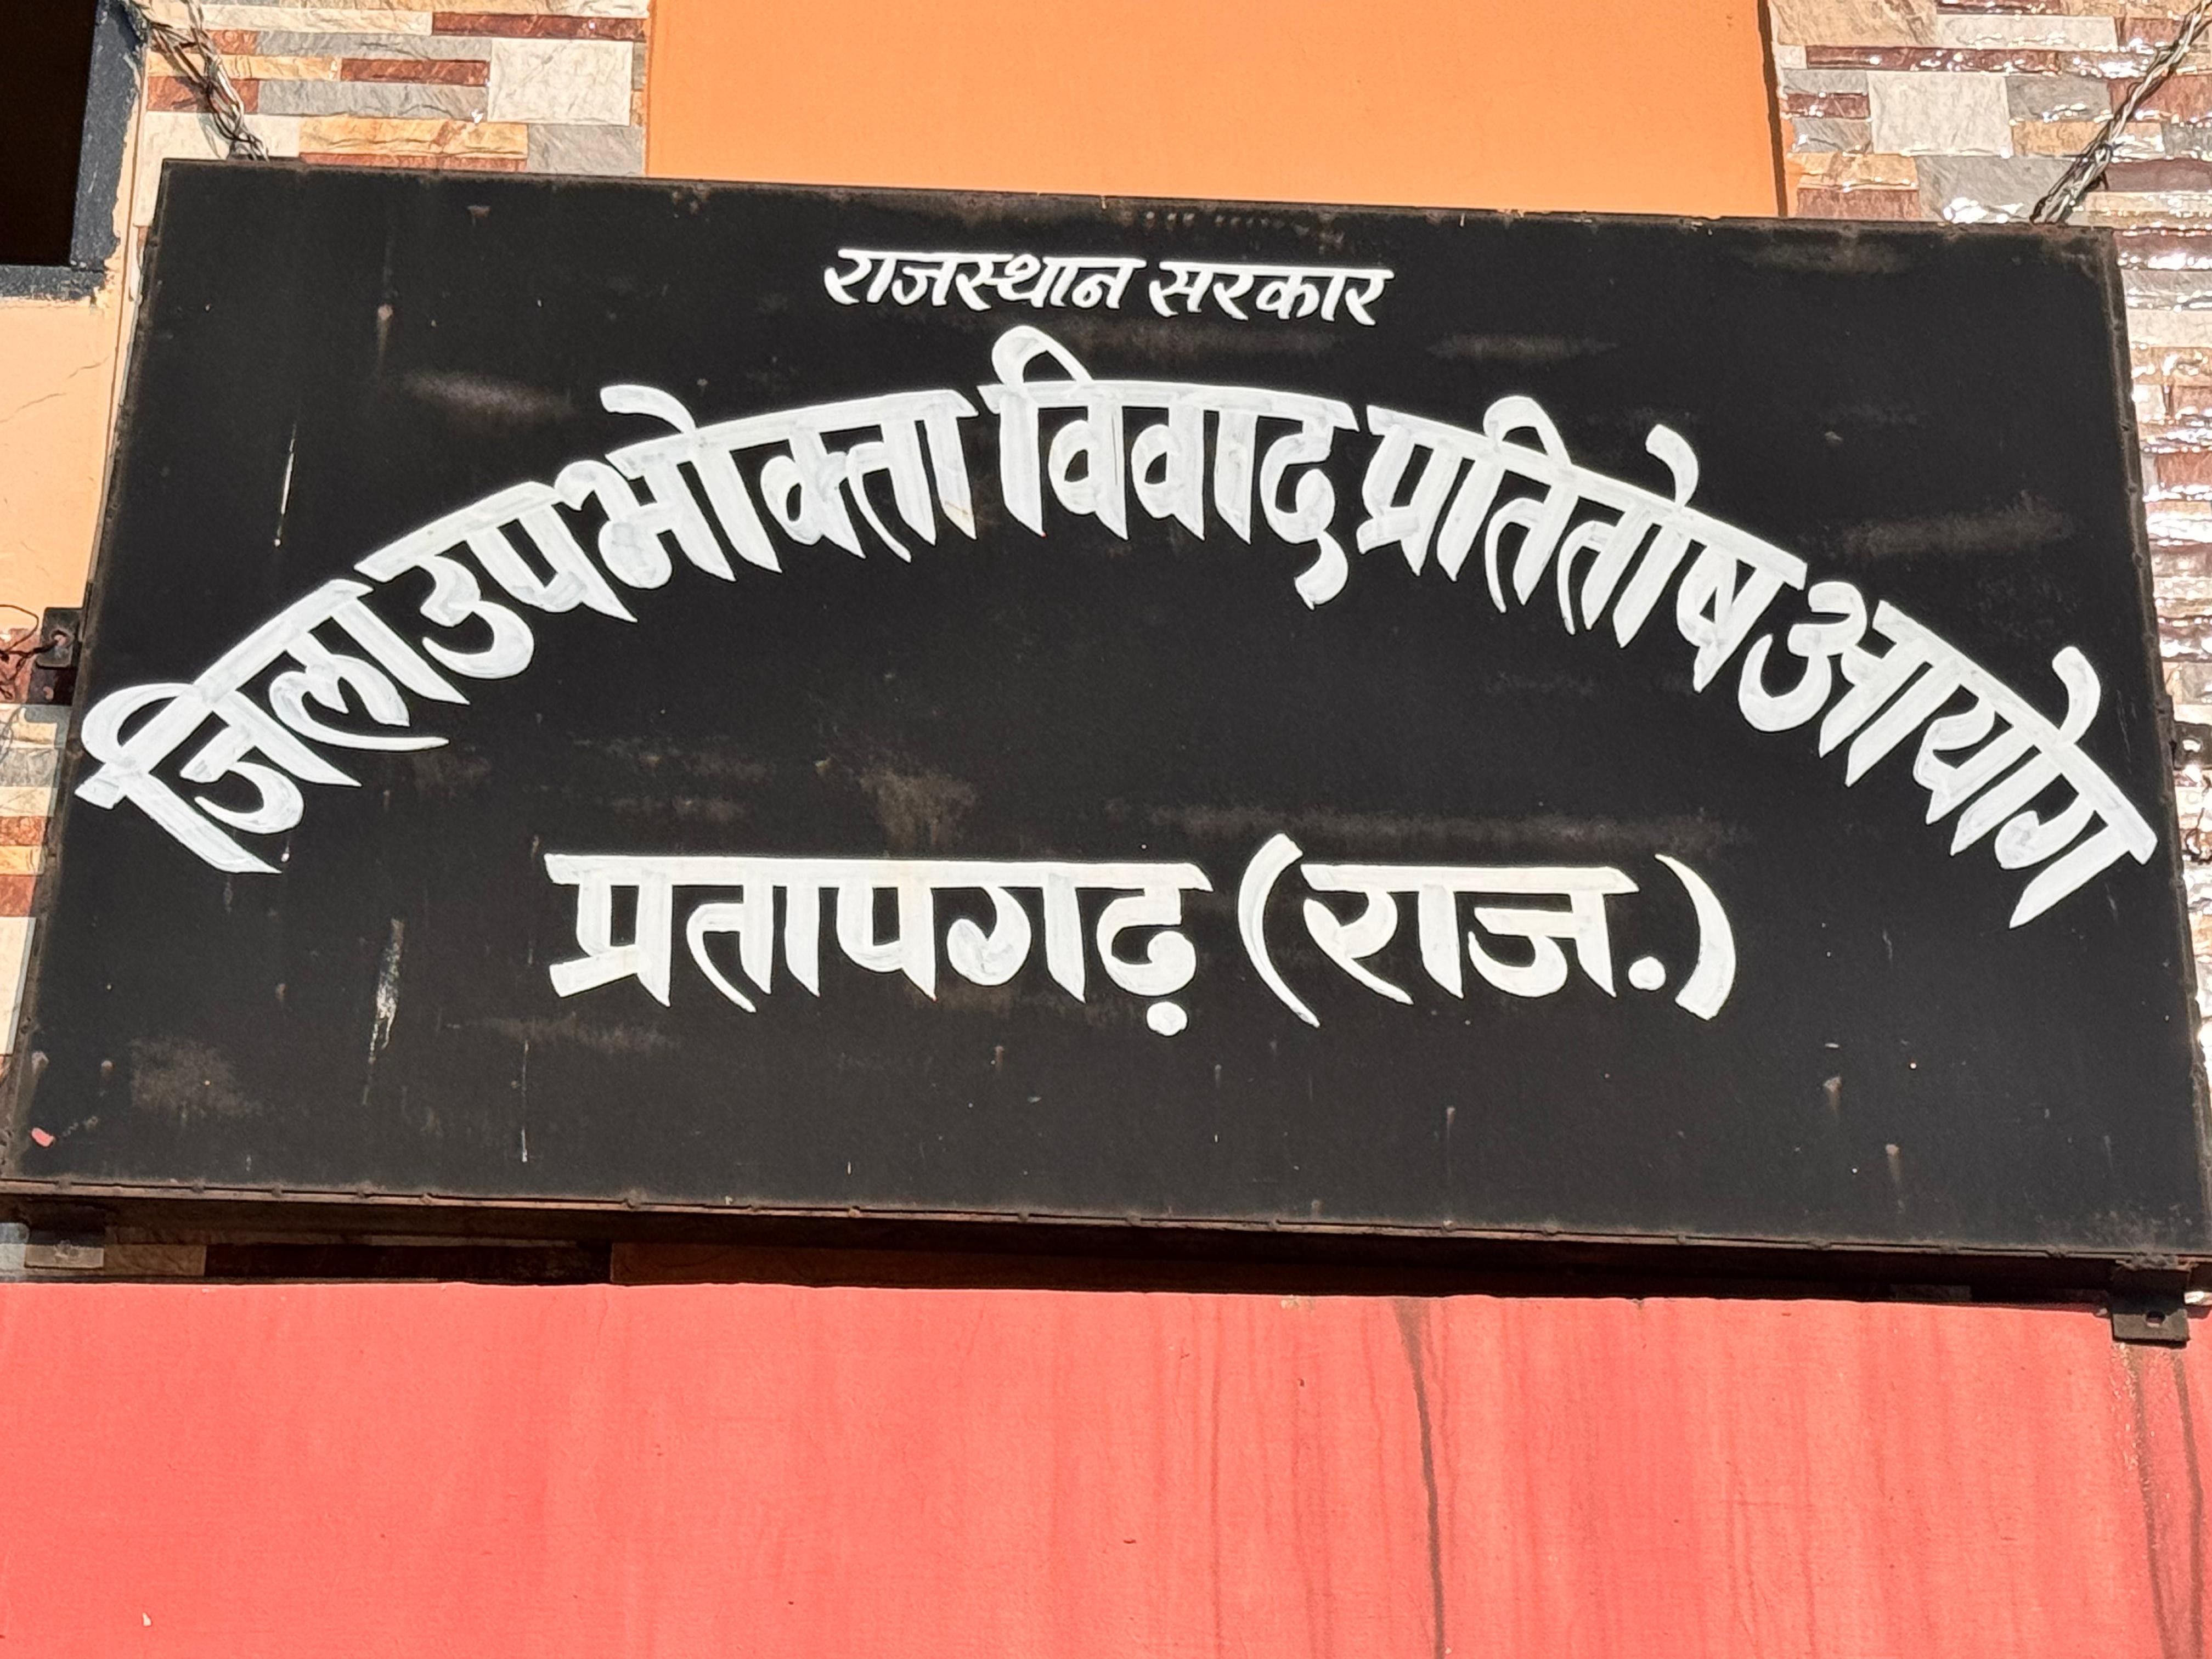 राजस्थान सरकार
जिला उपभोक्ता विवाद प्रतितोष आयोग
प्रतापगढ़ (राज.)